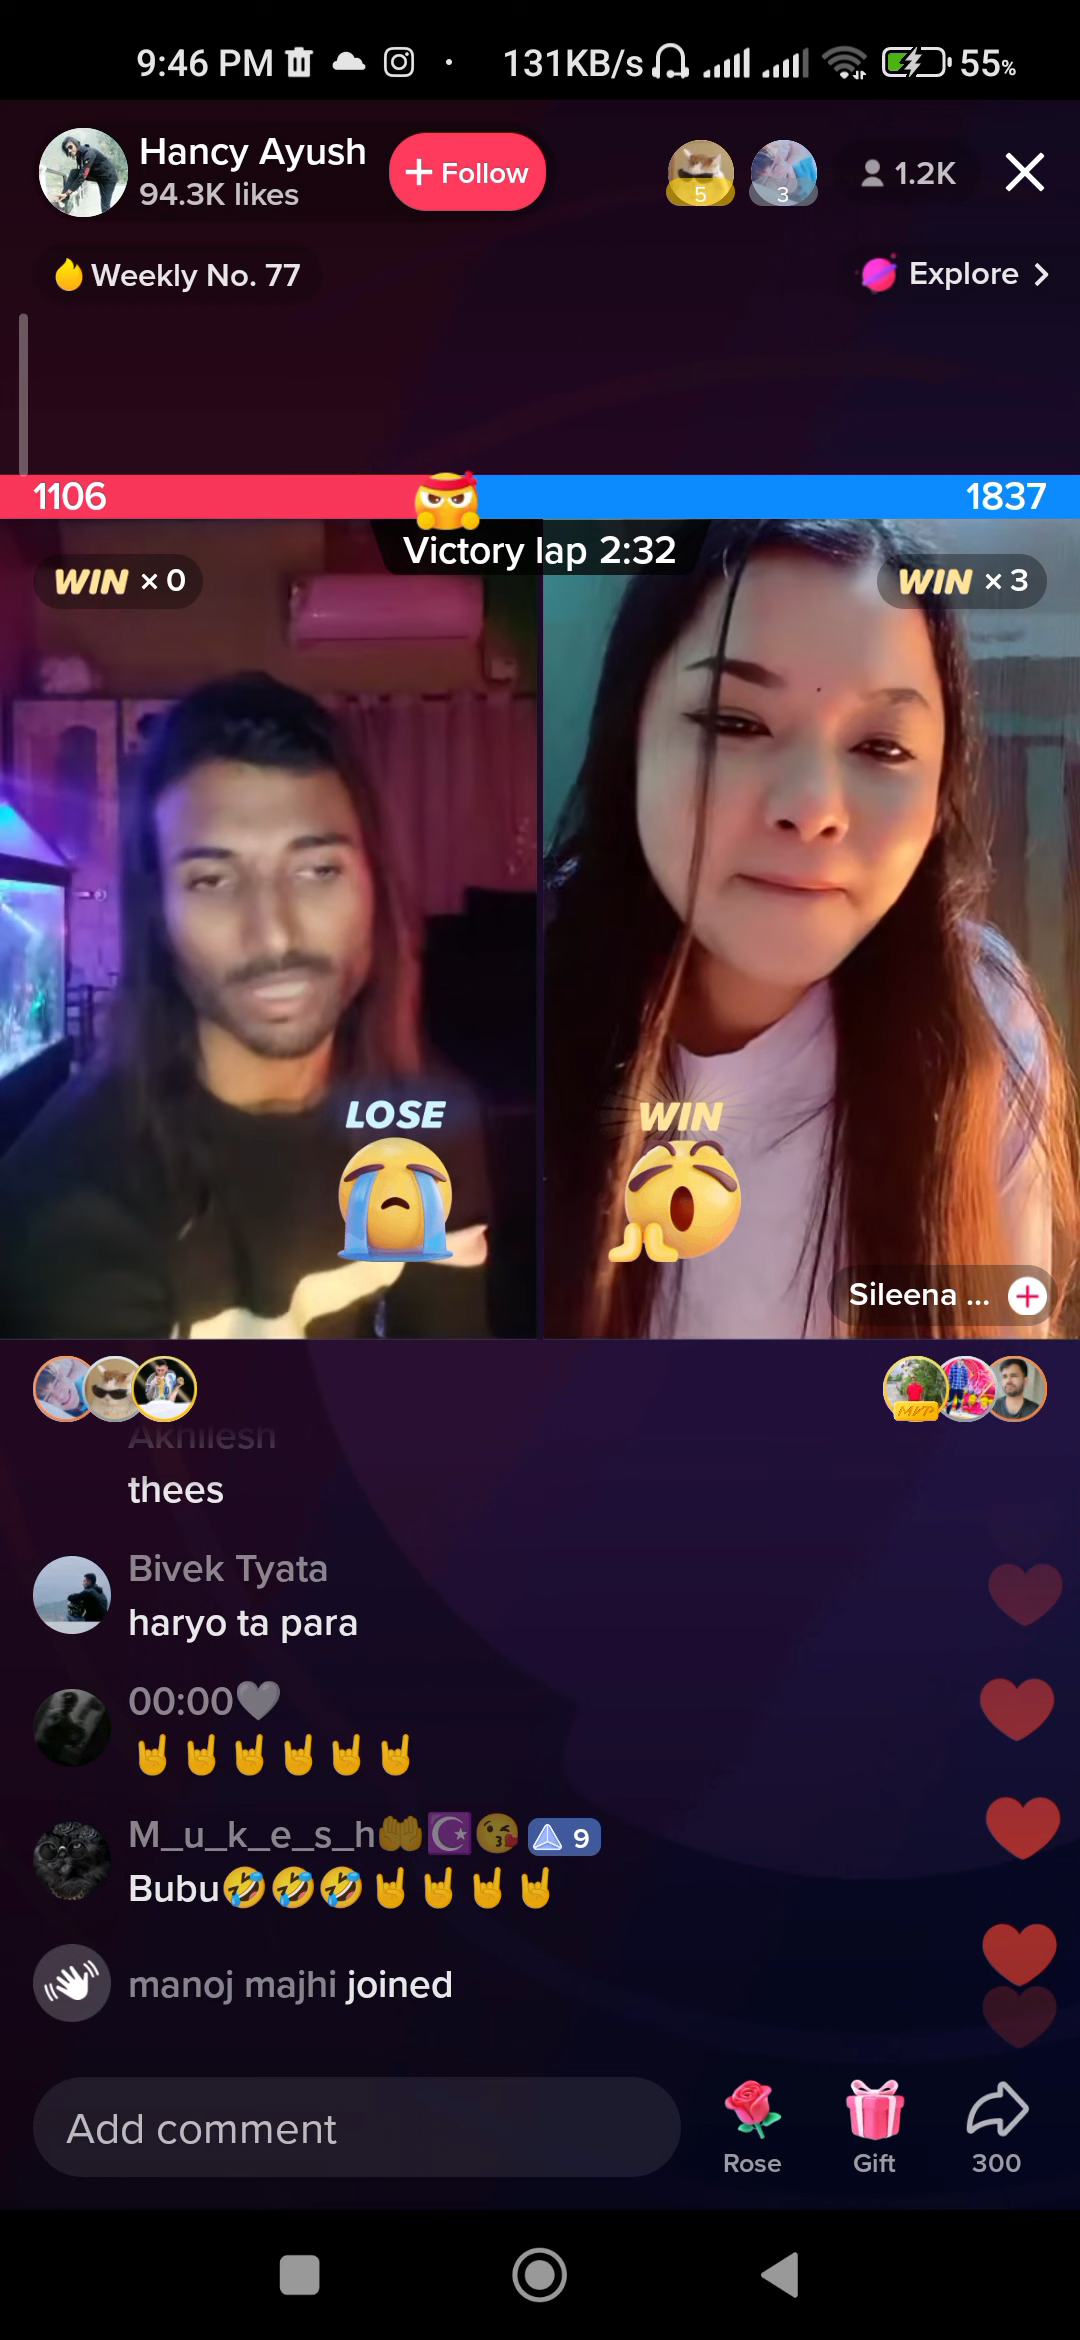 9:46 PM
131KB/s
55%
Hancy Ayush
94.3K likes
+ Follow
5
3
1.2K
Weekly No. 77
Explore
1106
1837
Victory lap 2:32
WIN × 0
WIN × 3
LOSE
WIN
Sileena ...
MVP
Akhilesh
thees
Bivek Tyata
haryo ta para
00:00🤍
🤘🤘🤘🤘🤘🤘
M_u_k_e_s_h🤲☪️😘 9
Bubu🤣🤣🤣🤘🤘🤘🤘
manoj majhi joined
Add comment
Rose
Gift
300